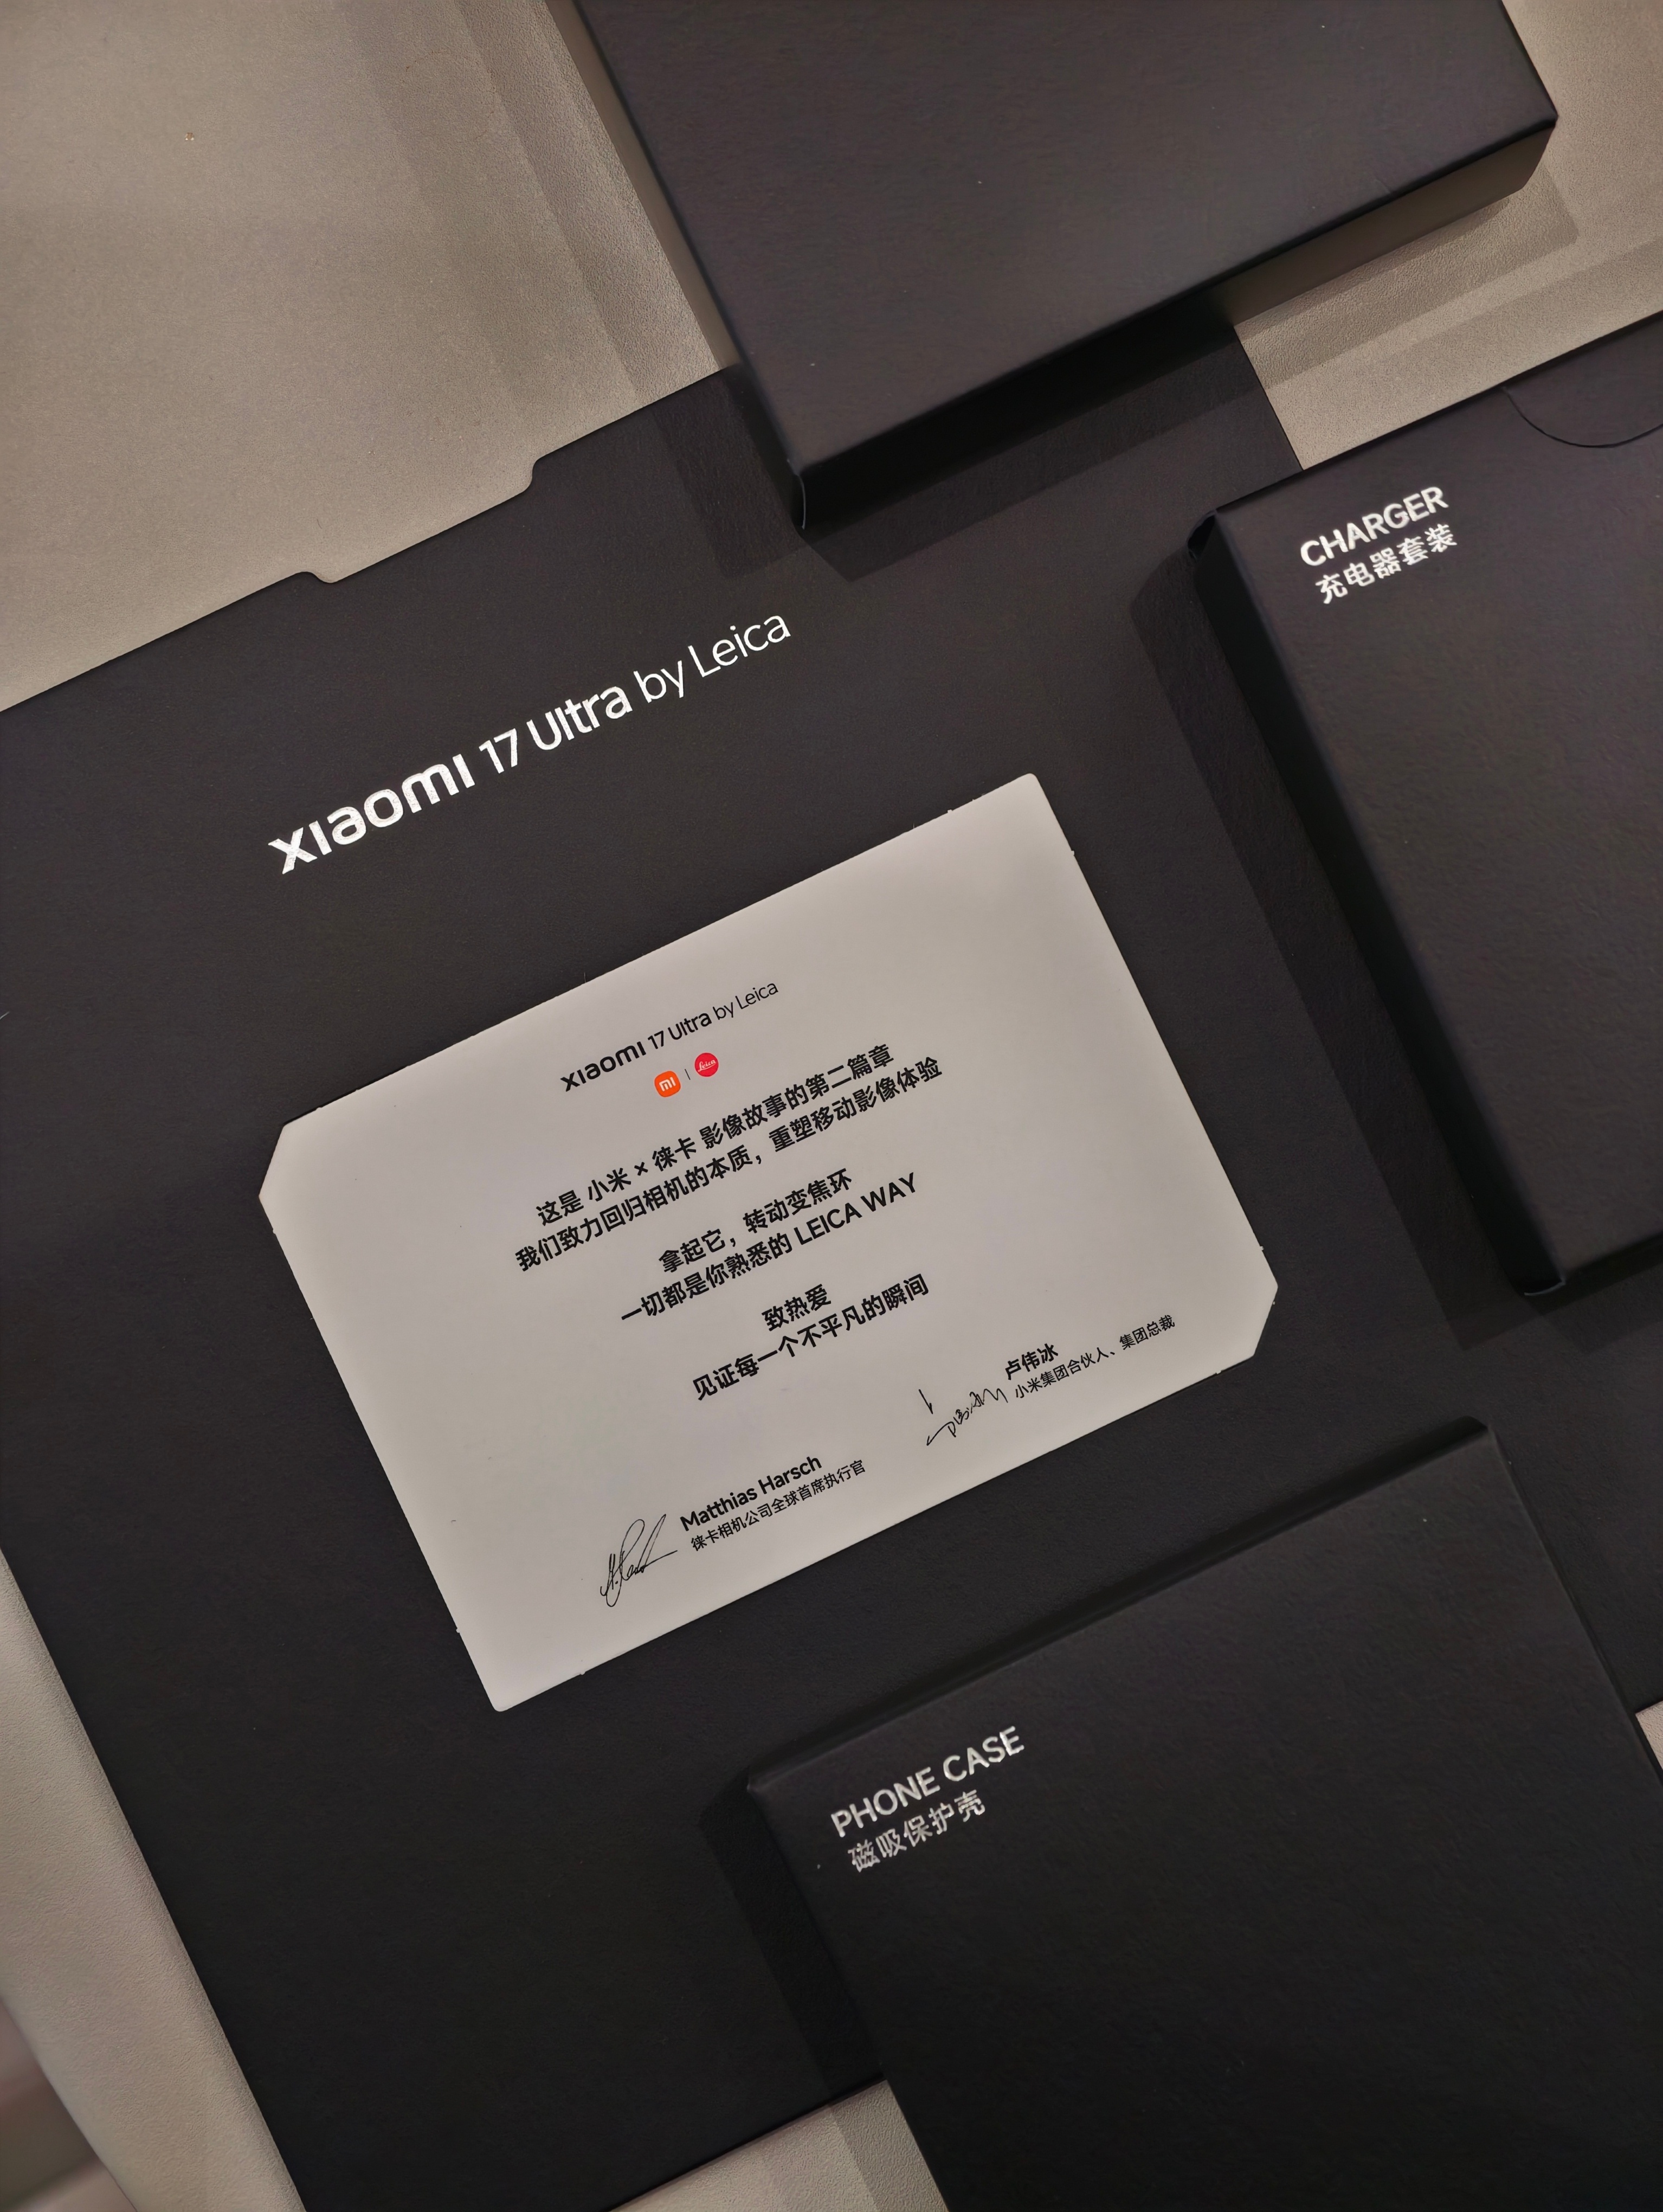 CHARGER
充电器套装
xiaomi 17 Ultra by Leica
xiaomi 17 Ultra by Leica
mi | Leica
这是 小米 × 徕卡 影像故事的第二篇章
我们致力回归相机的本质，重塑移动影像体验
拿起它，转动变焦环
一切都是你熟悉的 LEICA WAY
致热爱
见证每一个不平凡的瞬间
卢伟冰
小米集团合伙人、集团总裁
Matthias Harsch
徕卡相机公司全球首席执行官
PHONE CASE
磁吸保护壳